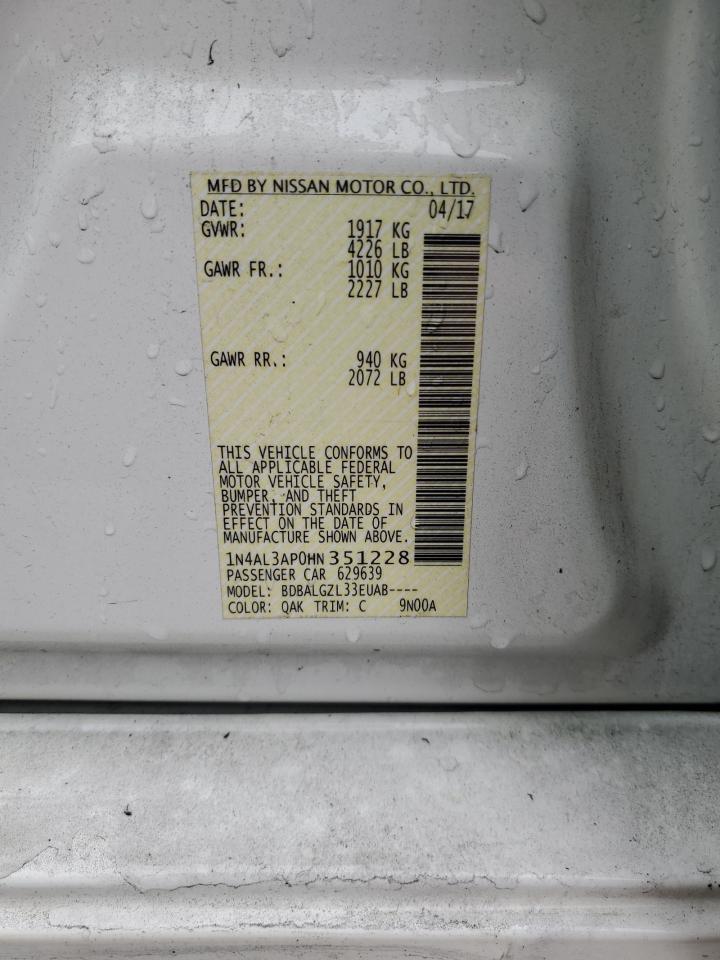 MFD BY NISSAN MOTOR CO., LTD.
DATE: 04/17
GVWR: 1917 KG
4226 LB
GAWR FR.: 1010 KG
2227 LB
GAWR RR.: 940 KG
2072 LB
THIS VEHICLE CONFORMS TO
ALL APPLICABLE FEDERAL
MOTOR VEHICLE SAFETY,
BUMPER, AND THEFT
PREVENTION STANDARDS IN
EFFECT ON THE DATE OF
MANUFACTURE SHOWN ABOVE.
1N4AL3AP0HN351228
PASSENGER CAR 629639
MODEL: BDBALGZL33EUAB----
COLOR: QAK TRIM: C 9N00A